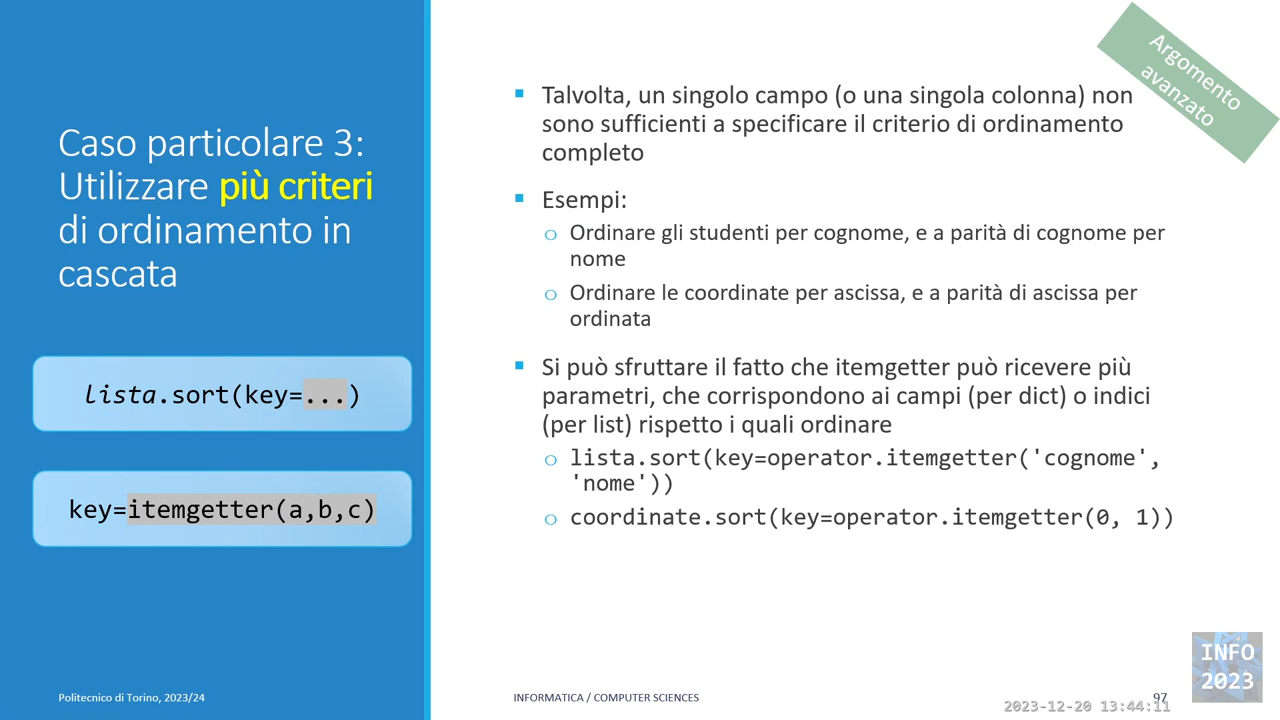 Caso particolare 3:
Utilizzare più criteri
di ordinamento in
cascata
lista.sort(key=...)
key=itemgetter(a,b,c)
Argomento
avanzato
Talvolta, un singolo campo (o una singola colonna) non
sono sufficienti a specificare il criterio di ordinamento
completo
Esempi:
Ordinare gli studenti per cognome, e a parità di cognome per
nome
Ordinare le coordinate per ascissa, e a parità di ascissa per
ordinata
Si può sfruttare il fatto che itemgetter può ricevere più
parametri, che corrispondono ai campi (per dict) o indici
(per list) rispetto i quali ordinare
lista.sort(key=operator.itemgetter('cognome',
'nome'))
coordinate.sort(key=operator.itemgetter(0, 1))
Politecnico di Torino, 2023/24
INFORMATICA / COMPUTER SCIENCES
97
2023-12-20 13:44:11
INFO
2023